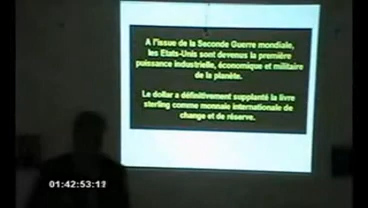 A l'issue de la Seconde Guerre mondiale,
les Etats-Unis sont devenus la première
puissance industrielle, économique et militaire
de la planète.
Le dollar a définitivement supplanté la livre
sterling comme monnaie internationale de
change et de réserve.
01:42:53:12